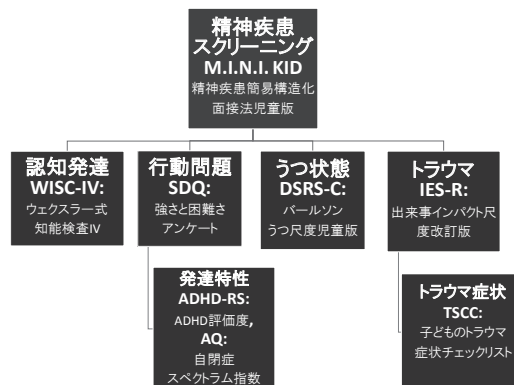 精神疾患
スクリーニング
M.I.N.I. KID
精神疾患簡易構造化
面接法児童版
認知発達
WISC-IV:
ウェクスラー式
知能検査IV
行動問題
SDQ:
強さと困難さ
アンケート
うつ状態
DSRS-C:
バールソン
うつ尺度児童版
トラウマ
IES-R:
出来事インパクト尺
度改訂版
発達特性
ADHD-RS:
ADHD評価度,
AQ:
自閉症
スペクトラム指数
トラウマ症状
TSCC:
子どものトラウマ
症状チェックリスト